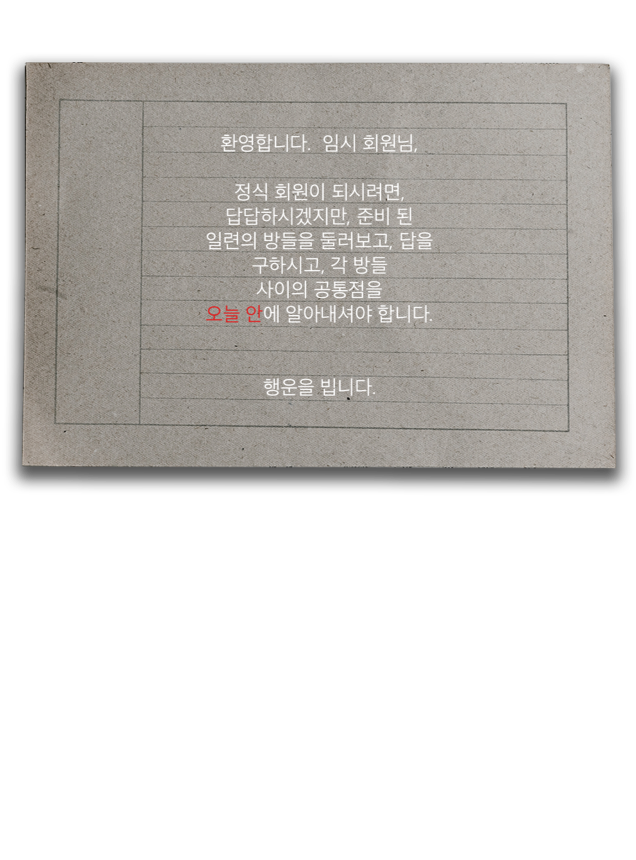 환영합니다.  임시 회원님,
정식 회원이 되시려면,
답답하시겠지만, 준비 된
일련의 방들을 둘러보고, 답을
구하시고, 각 방들
사이의 공통점을
오늘 안에 알아내셔야 합니다.
행운을 빕니다.